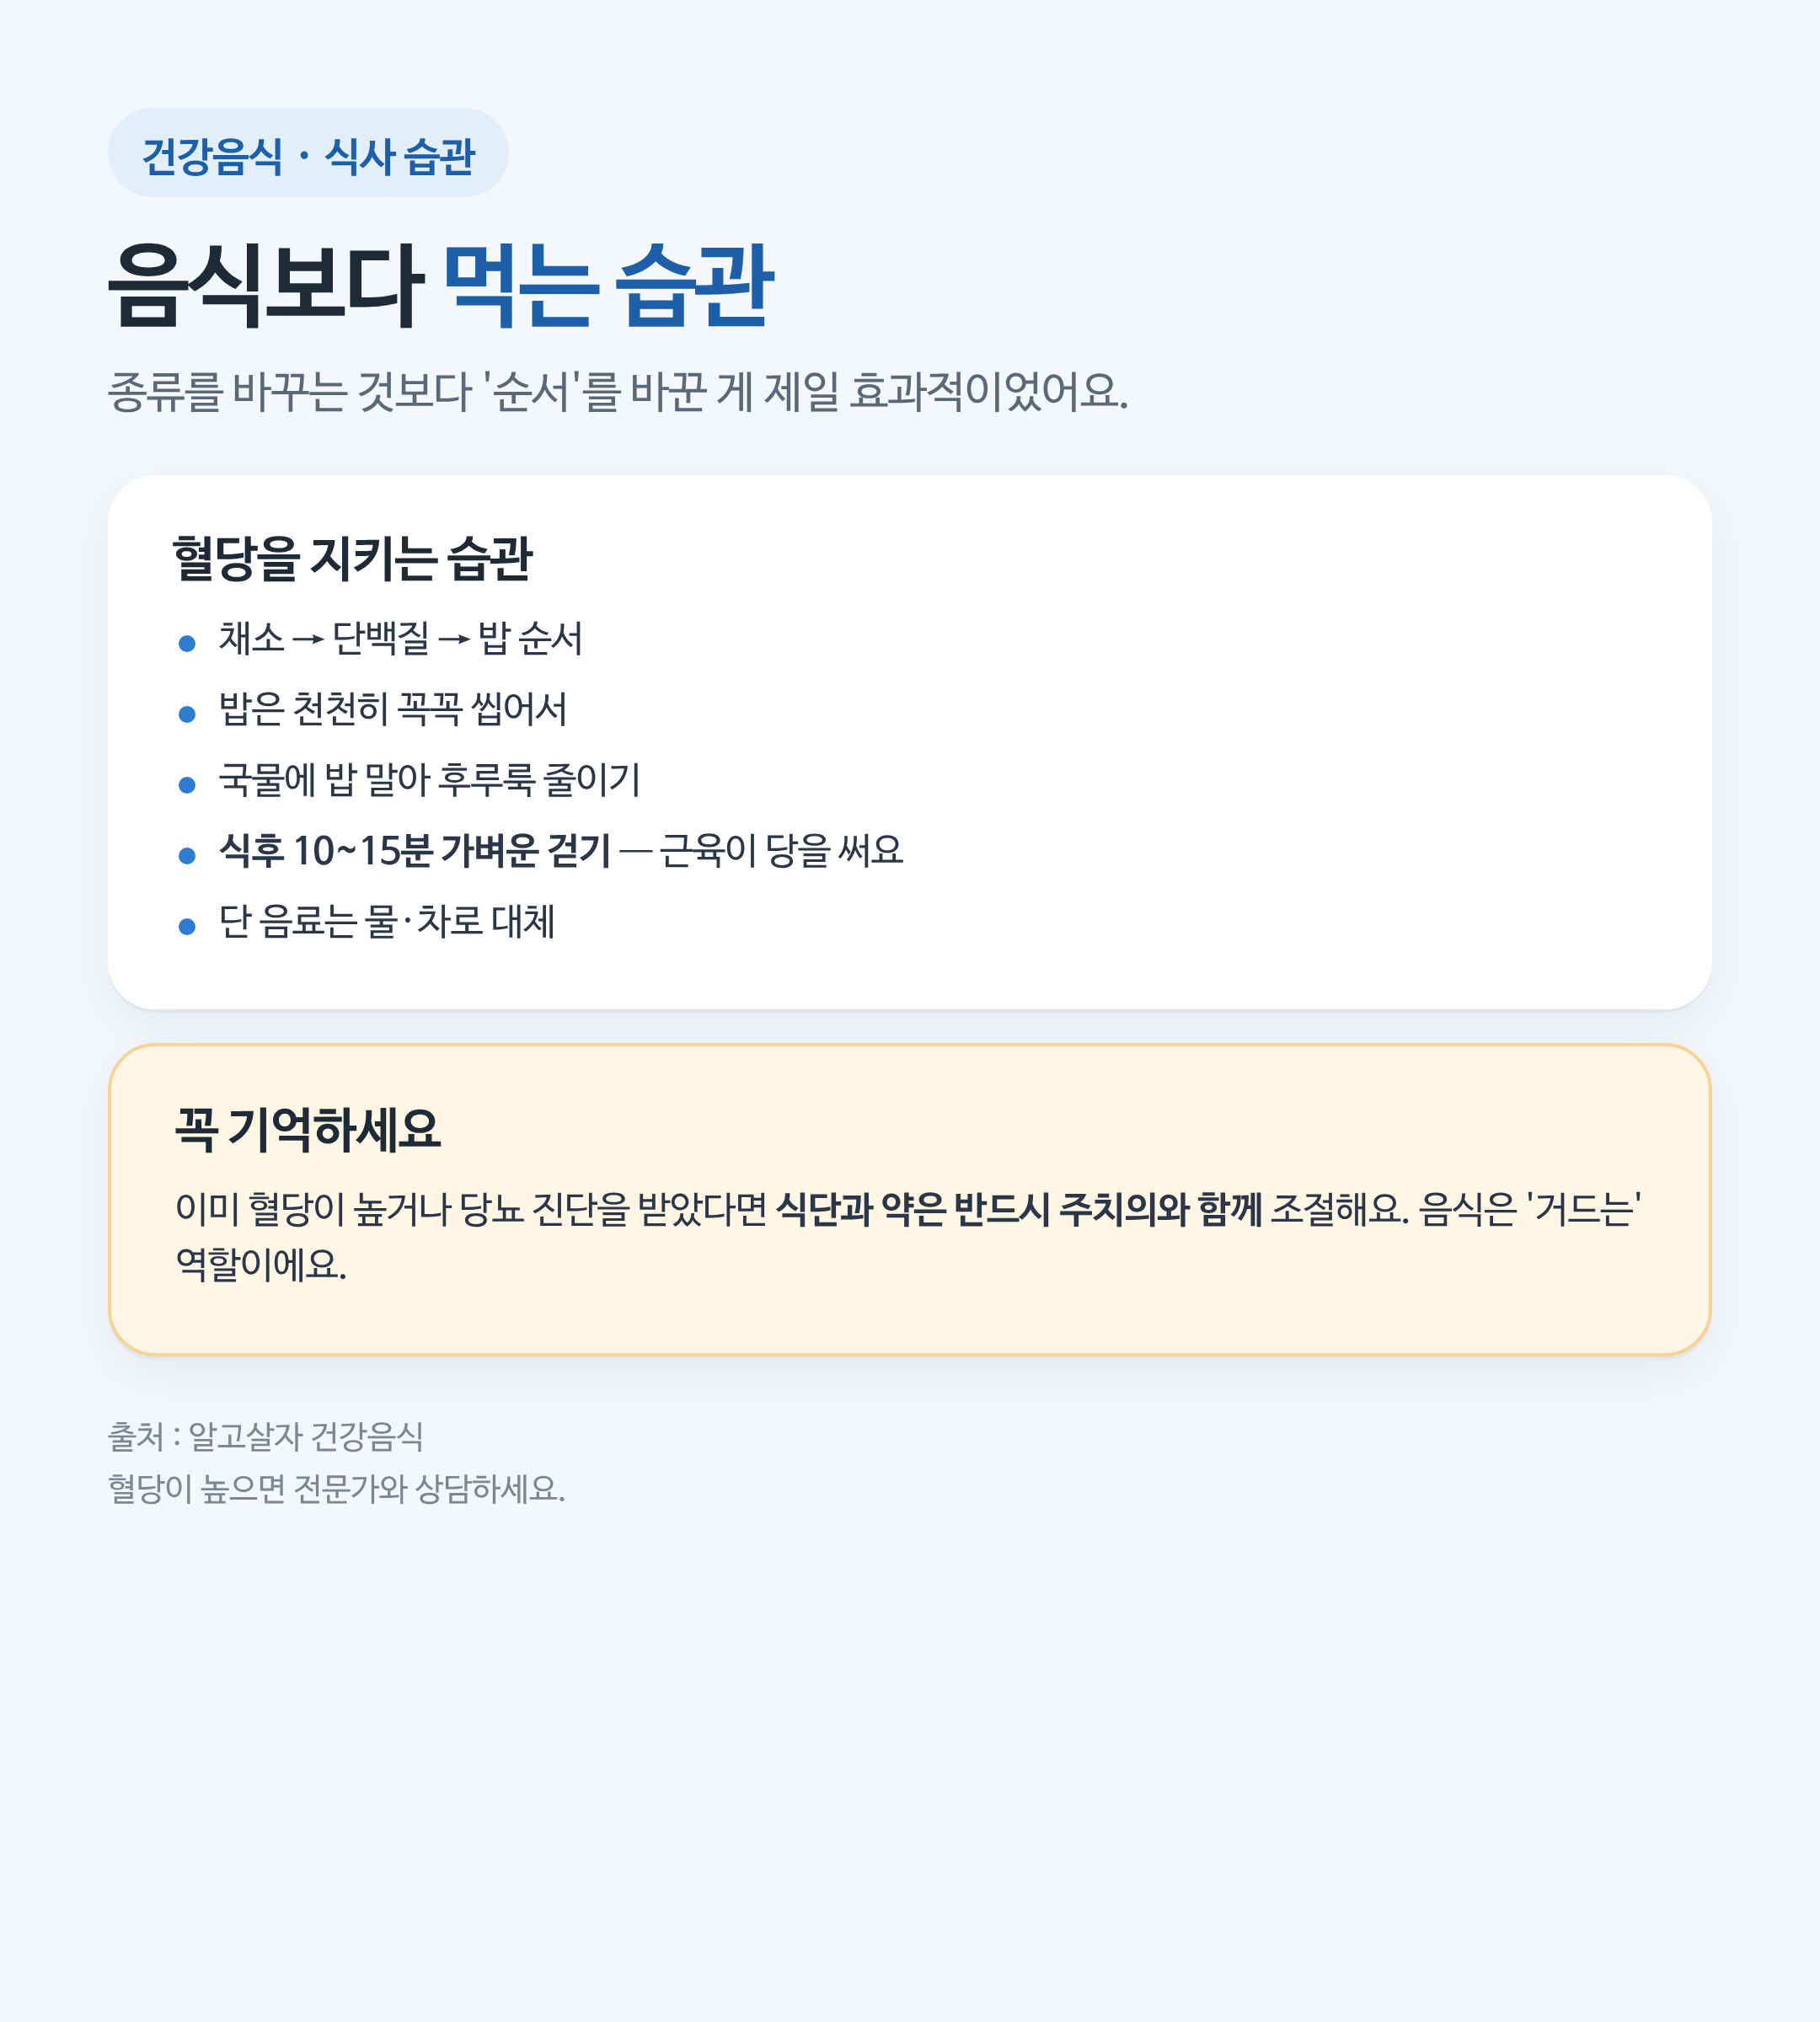 건강음식 · 식사 습관
음식보다 먹는 습관
종류를 바꾸는 것보다 '순서'를 바꾼 게 제일 효과적이었어요.
혈당을 지키는 습관
채소 → 단백질 → 밥 순서
밥은 천천히 꼭꼭 씹어서
국물에 밥 말아 후루룩 줄이기
식후 10~15분 가벼운 걷기 — 근육이 당을 써요
단 음료는 물·차로 대체
꼭 기억하세요
이미 혈당이 높거나 당뇨 진단을 받았다면 식단과 약은 반드시 주치의와 함께 조절해요. 음식은 '거드는'
역할이에요.
출처 : 알고살자 건강음식
혈당이 높으면 전문가와 상담하세요.